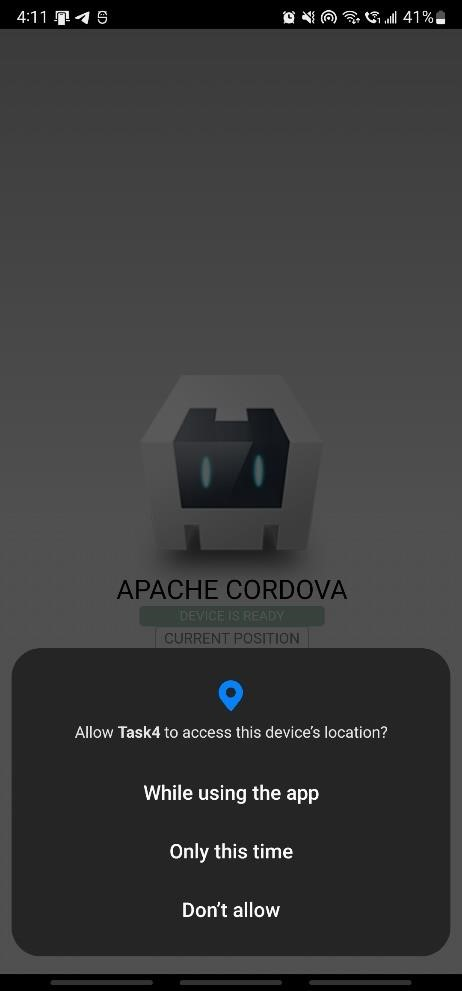 4:11 41%
APACHE CORDOVA
DEVICE IS READY
CURRENT POSITION
Allow Task4 to access this device's location?
While using the app
Only this time
Don't allow